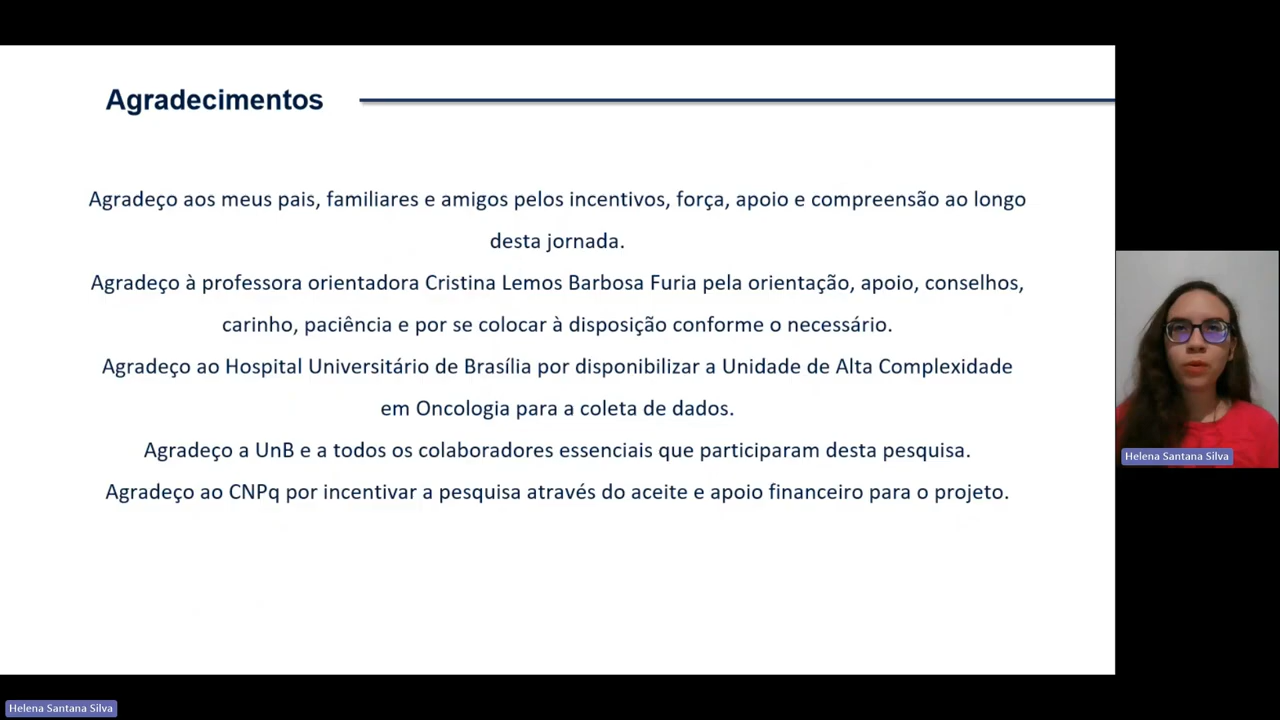 Agradecimentos
Agradeço aos meus pais, familiares e amigos pelos incentivos, força, apoio e compreensão ao longo
desta jornada.
Agradeço à professora orientadora Cristina Lemos Barbosa Furia pela orientação, apoio, conselhos,
carinho, paciência e por se colocar à disposição conforme o necessário.
Agradeço ao Hospital Universitário de Brasília por disponibilizar a Unidade de Alta Complexidade
em Oncologia para a coleta de dados.
Agradeço a UnB e a todos os colaboradores essenciais que participaram desta pesquisa.
Agradeço ao CNPq por incentivar a pesquisa através do aceite e apoio financeiro para o projeto.
Helena Santana Silva
Helena Santana Silva